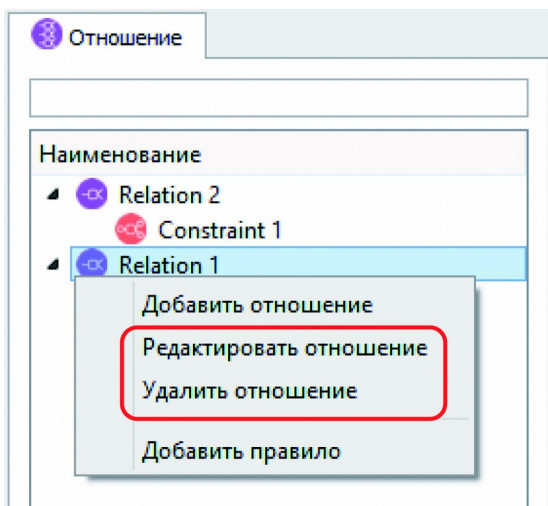 Отношение
Наименование
Relation 2
Constraint 1
Relation 1
Добавить отношение
Редактировать отношение
Удалить отношение
Добавить правило